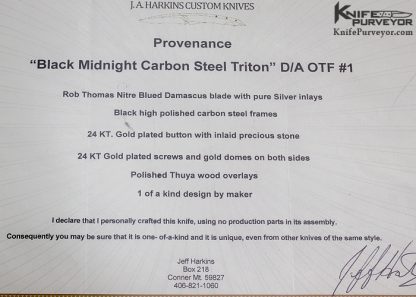 J.A. HARKINS CUSTOM KNIVES
KNIFE PURVEYOR
KnifePurveyor.com
Provenance
“Black Midnight Carbon Steel Triton” D/A OTF #1
Rob Thomas Nitre Blued Damascus blade with pure Silver inlays
Black high polished carbon steel frames
24 KT. Gold plated button with inlaid precious stone
24 KT Gold plated screws and gold domes on both sides
Polished Thuya wood overlays
1 of a kind design by maker
I declare that I personally crafted this knife, using no production parts in its assembly.
Consequently you may be sure that it is one- of-a-kind and it is unique, even from other knives of the same style.
Jeff Harkins
Box 218
Conner Mt. 59827
406-821-1060